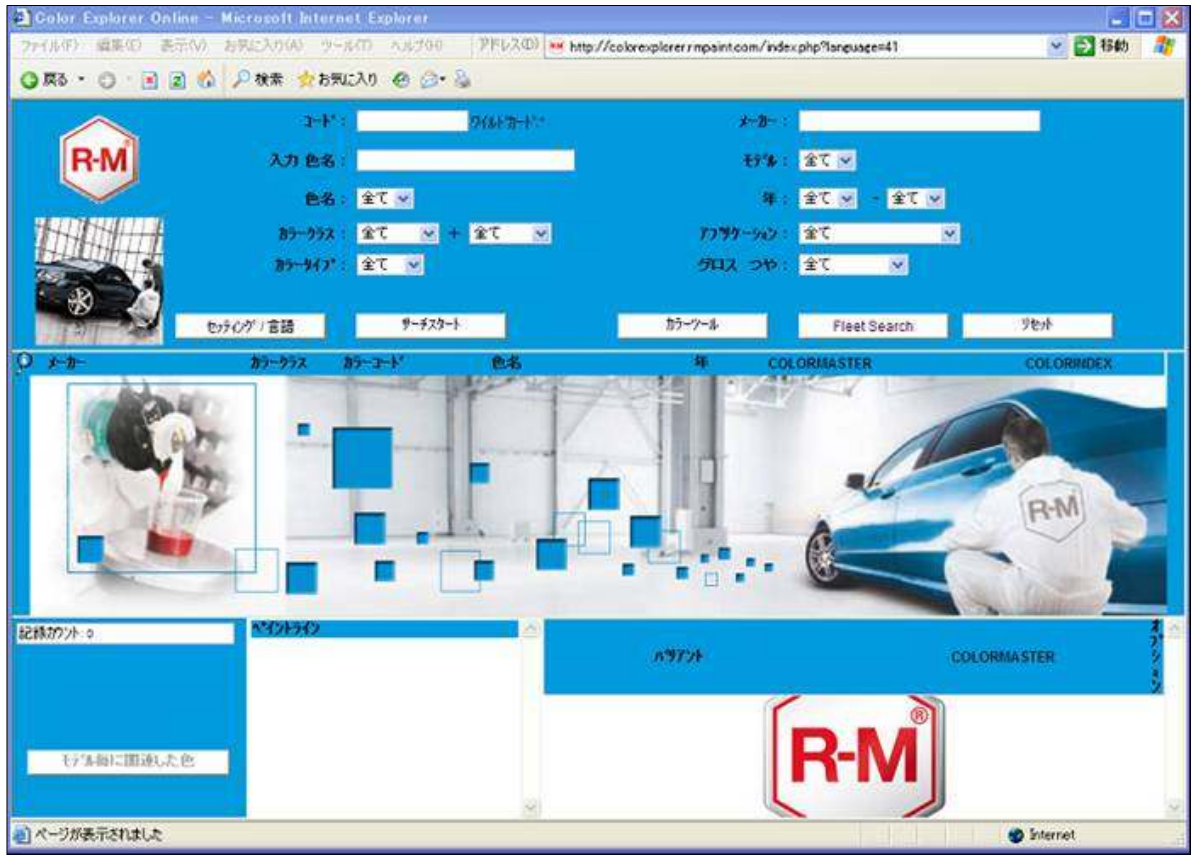 Color Explorer Online - Microsoft Internet Explorer
ファイル(F) 編集(E) 表示(V) お気に入り(A) ツール(T) ヘルプ(H) アドレス(D) http://colorexplorer.rmpaint.com/index.php?language=41 移動
戻る 検索 お気に入り
R-M
コード : ワイルドカード:* メーカー :
入力 色名 : モデル : 全て
色名 : 全て 年 : 全て - 全て
カラークラス : 全て + 全て アプリケーション : 全て
カラータイプ : 全て グロス つや : 全て
セッティング / 言語 サーチスタート カラーツール Fleet Search リセット
メーカー カラークラス カラーコード 色名 年 COLORMASTER COLORINDEX
R-M
記録カウント: 0 ペイントライン
バリアント COLORMASTER オプション
R-M®
モデル毎に関連した色
ページが表示されました Internet